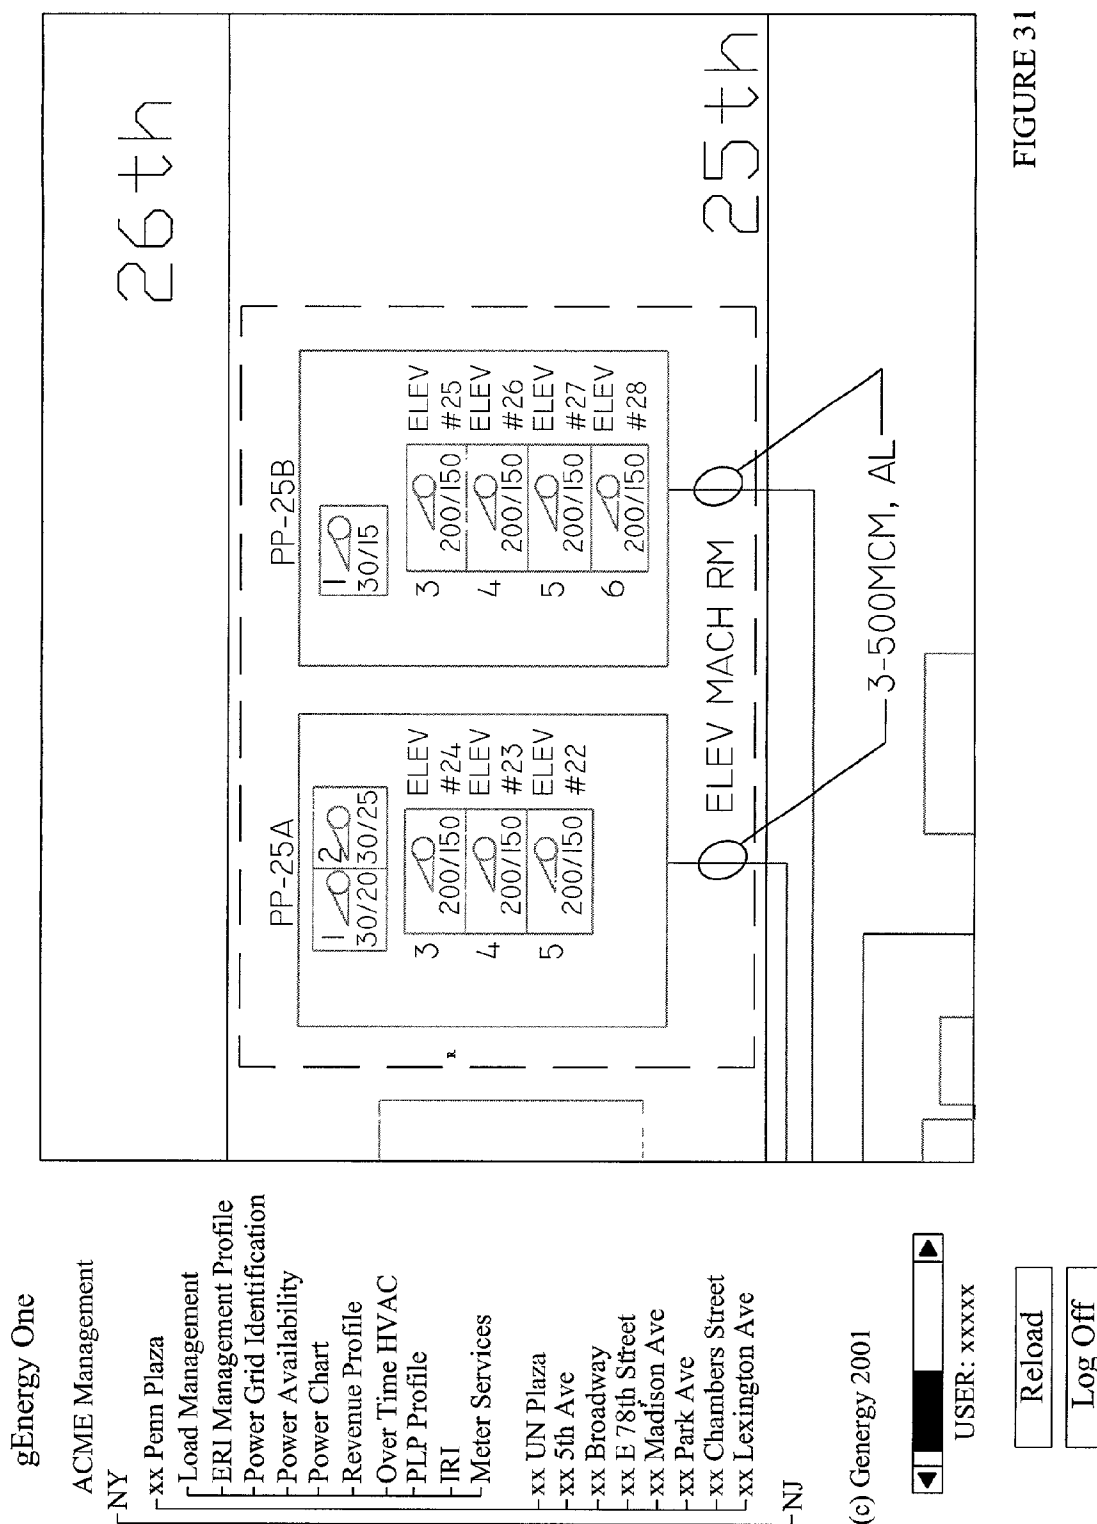 gEnergy One
ACME Management
NY
xx Penn Plaza
Load Management
ERI Management Profile
Power Grid Identification
Power Availability
Power Chart
Revenue Profile
Over Time HVAC
PLP Profile
IRI
Meter Services
xx UN Plaza
xx 5th Ave
xx Broadway
xx E 78th Street
xx Madison Ave
xx Park Ave
xx Chambers Street
xx Lexington Ave
NJ
(c) Genergy 2001
USER: xxxxx
Reload
Log Off
26th
PP-25A
1
30/20
2
30/25
3
200/150
ELEV #24
4
200/150
ELEV #23
5
200/150
ELEV #22
PP-25B
1
30/15
3
200/150
ELEV #25
4
200/150
ELEV #26
5
200/150
ELEV #27
6
200/150
ELEV #28
R
ELEV MACH RM
25th
3-500MCM, AL
FIGURE 31